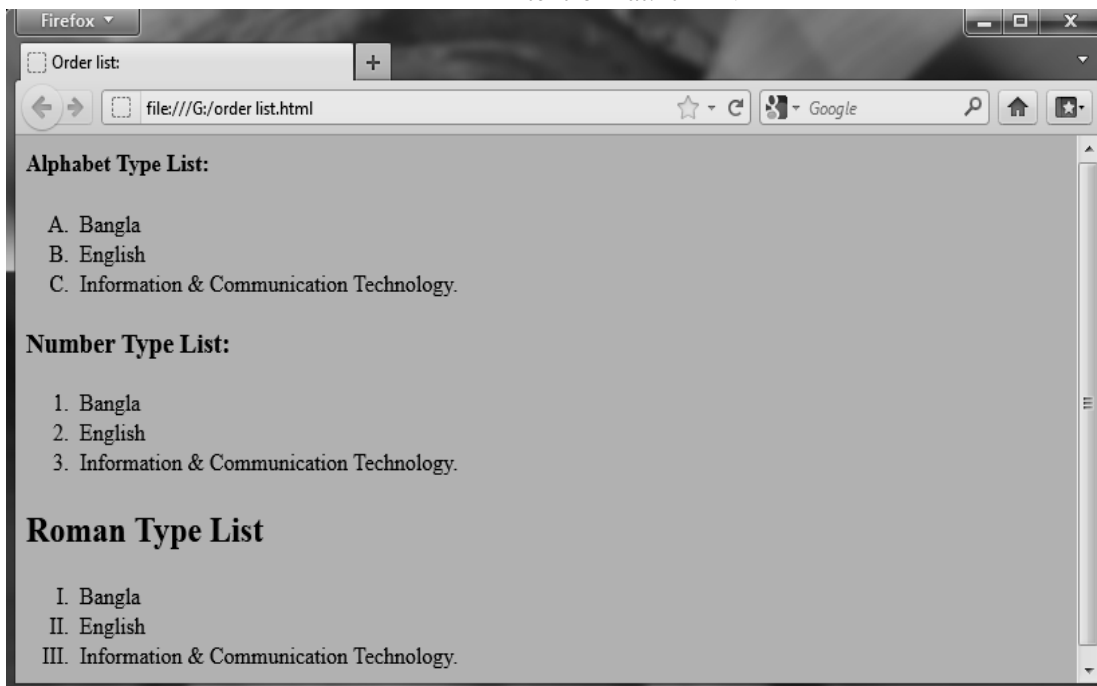 Firefox
Order list:
file:///G:/order list.html
Google
Alphabet Type List:
A. Bangla
B. English
C. Information & Communication Technology.
Number Type List:
1. Bangla
2. English
3. Information & Communication Technology.
Roman Type List
I. Bangla
II. English
III. Information & Communication Technology.